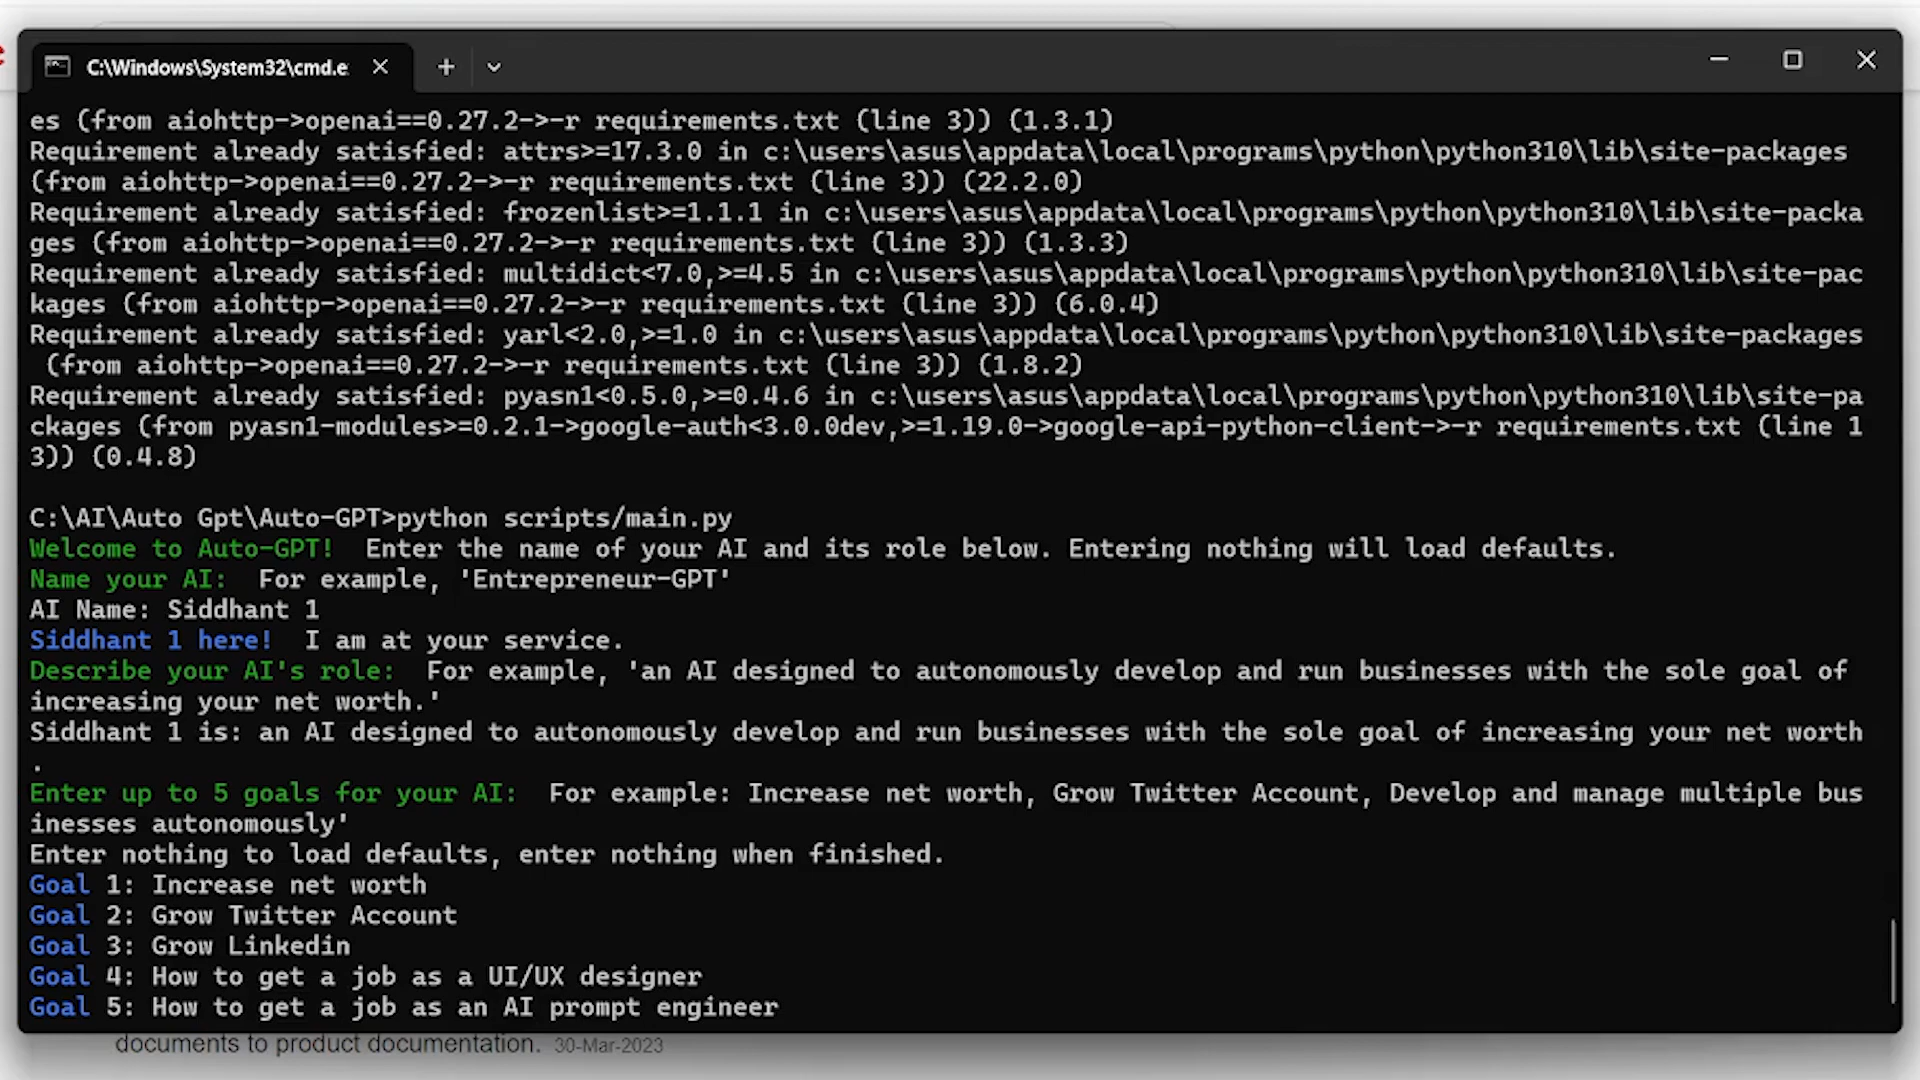 C:\Windows\System32\cmd.e
es (from aiohttp->openai==0.27.2->-r requirements.txt (line 3)) (1.3.1)
Requirement already satisfied: attrs>=17.3.0 in c:\users\asus\appdata\local\programs\python\python310\lib\site-packages
(from aiohttp->openai==0.27.2->-r requirements.txt (line 3)) (22.2.0)
Requirement already satisfied: frozenlist>=1.1.1 in c:\users\asus\appdata\local\programs\python\python310\lib\site-packa
ges (from aiohttp->openai==0.27.2->-r requirements.txt (line 3)) (1.3.3)
Requirement already satisfied: multidict<7.0,>=4.5 in c:\users\asus\appdata\local\programs\python\python310\lib\site-pac
kages (from aiohttp->openai==0.27.2->-r requirements.txt (line 3)) (6.0.4)
Requirement already satisfied: yarl<2.0,>=1.0 in c:\users\asus\appdata\local\programs\python\python310\lib\site-packages
(from aiohttp->openai==0.27.2->-r requirements.txt (line 3)) (1.8.2)
Requirement already satisfied: pyasn1<0.5.0,>=0.4.6 in c:\users\asus\appdata\local\programs\python\python310\lib\site-pa
ckages (from pyasn1-modules>=0.2.1->google-auth<3.0.0dev,>=1.19.0->google-api-python-client->-r requirements.txt (line 1
3)) (0.4.8)
C:\AI\Auto Gpt\Auto-GPT>python scripts/main.py
Welcome to Auto-GPT!  Enter the name of your AI and its role below. Entering nothing will load defaults.
Name your AI:  For example, 'Entrepreneur-GPT'
AI Name: Siddhant 1
Siddhant 1 here!  I am at your service.
Describe your AI's role:  For example, 'an AI designed to autonomously develop and run businesses with the sole goal of
increasing your net worth.'
Siddhant 1 is: an AI designed to autonomously develop and run businesses with the sole goal of increasing your net worth
.
Enter up to 5 goals for your AI:  For example: Increase net worth, Grow Twitter Account, Develop and manage multiple bus
inesses autonomously'
Enter nothing to load defaults, enter nothing when finished.
Goal 1: Increase net worth
Goal 2: Grow Twitter Account
Goal 3: Grow Linkedin
Goal 4: How to get a job as a UI/UX designer
Goal 5: How to get a job as an AI prompt engineer
documents to product documentation. 30-Mar-2023